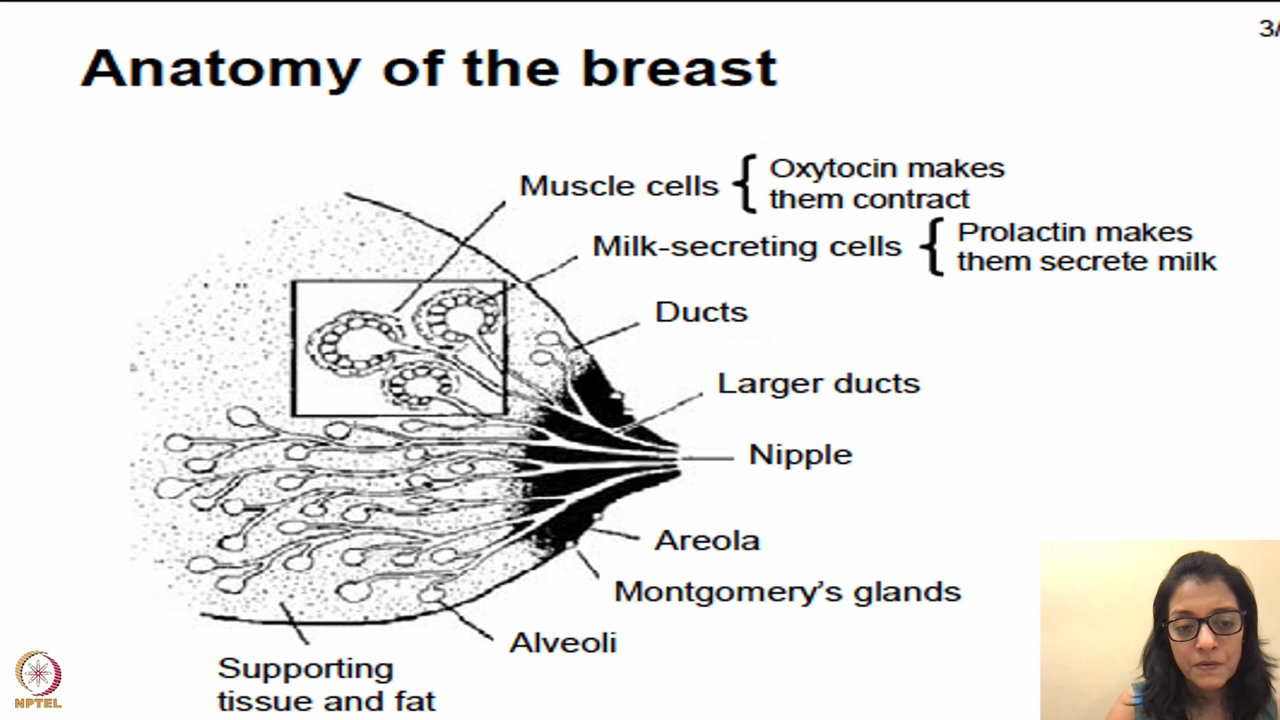 3/
Anatomy of the breast
Muscle cells { Oxytocin makes
them contract
Milk-secreting cells { Prolactin makes
them secrete milk
Ducts
Larger ducts
Nipple
Areola
Montgomery's glands
Alveoli
Supporting
tissue and fat
NPTEL